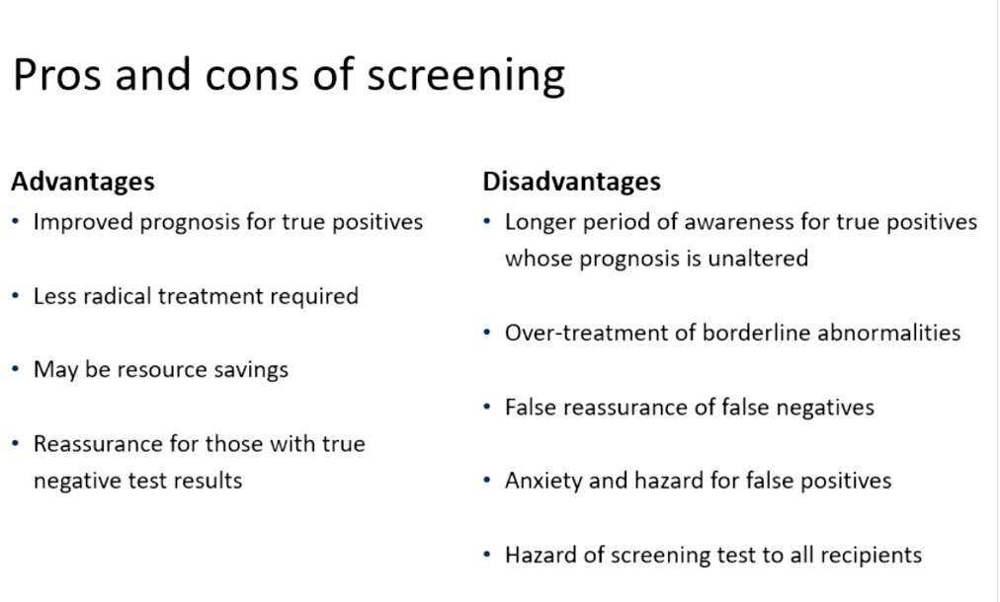 Pros and cons of screening
Advantages
• Improved prognosis for true positives
• Less radical treatment required
• May be resource savings
• Reassurance for those with true
negative test results
Disadvantages
• Longer period of awareness for true positives
whose prognosis is unaltered
• Over-treatment of borderline abnormalities
• False reassurance of false negatives
• Anxiety and hazard for false positives
• Hazard of screening test to all recipients